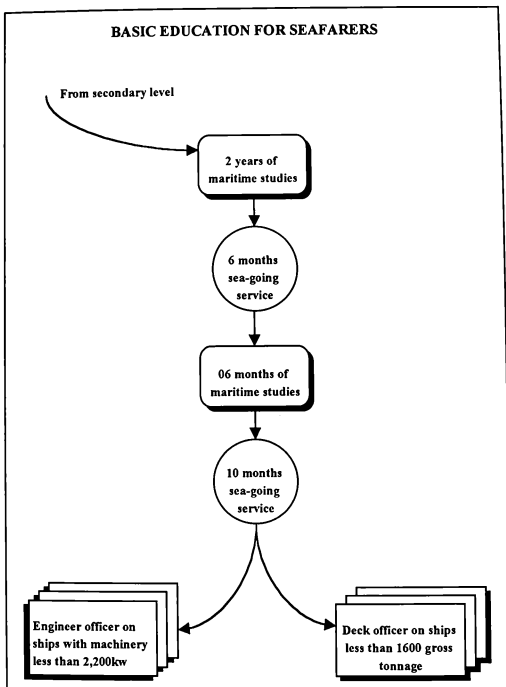 BASIC EDUCATION FOR SEAFARERS
From secondary level
2 years of
maritime studies
6 months
sea-going
service
06 months of
maritime studies
10 months
sea-going
service
Engineer officer on
ships with machinery
less than 2,200kw
Deck officer on ships
less than 1600 gross
tonnage